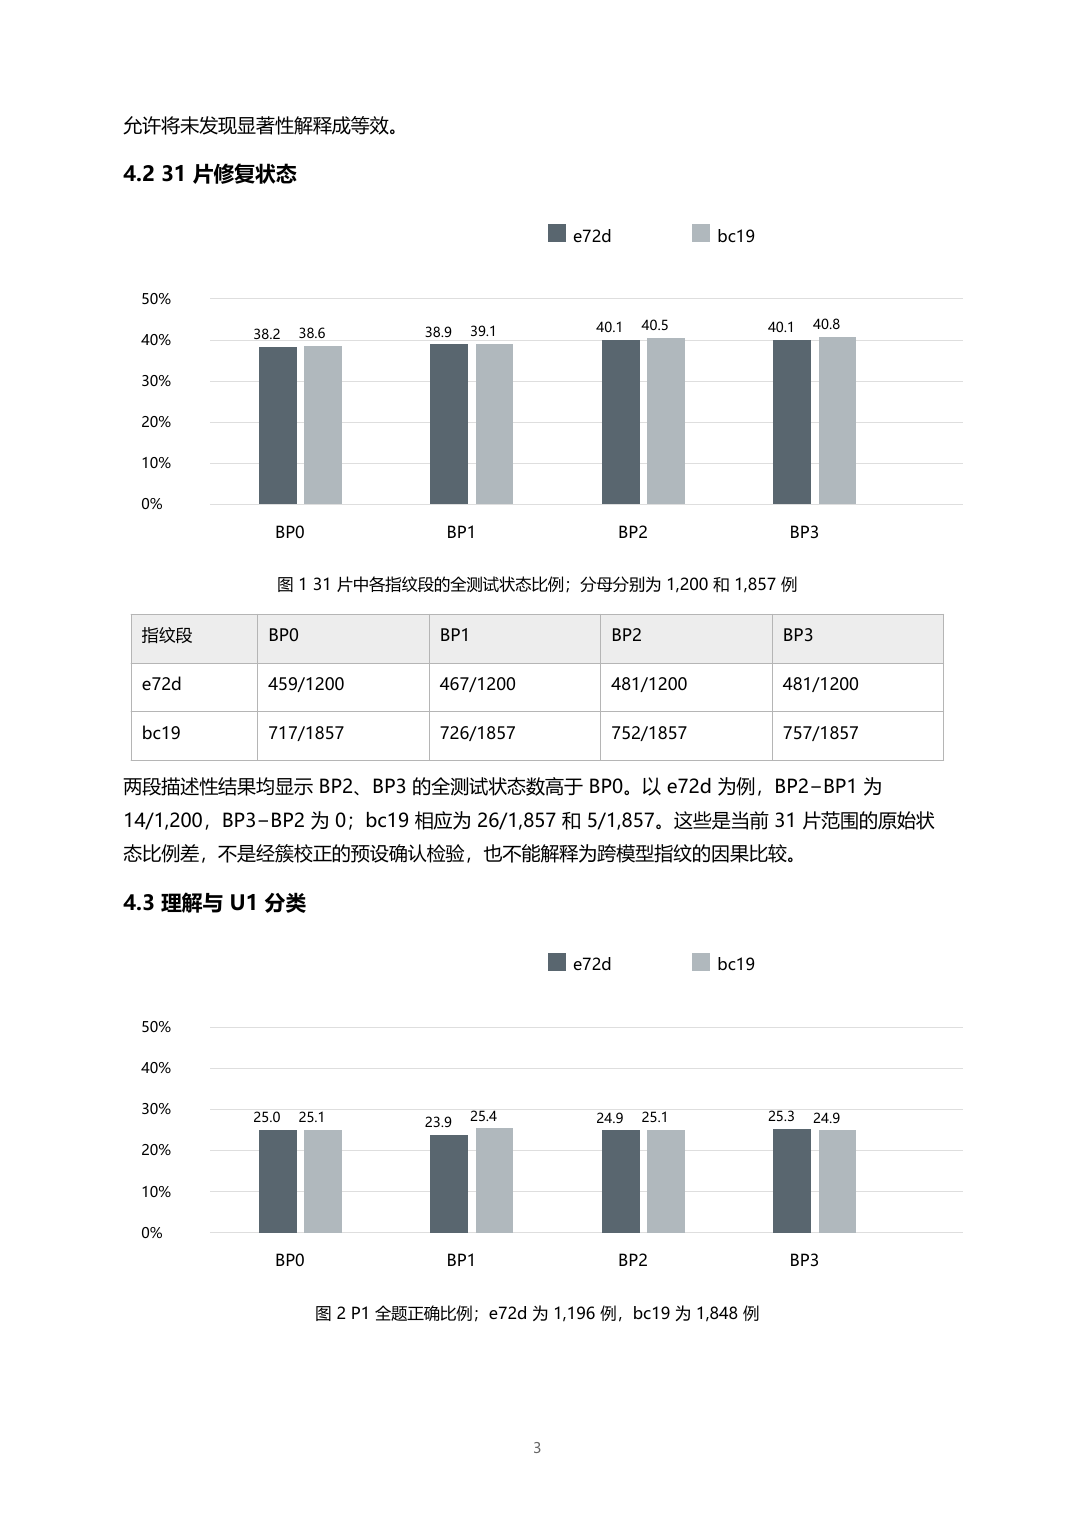 允许将未发现显著性解释成等效。
4.2 31 片修复状态
e72d bc19
50%
40%
30%
20%
10%
0%
38.2 38.6 38.9 39.1 40.1 40.5 40.1 40.8
BP0 BP1 BP2 BP3
图 1 31 片中各指纹段的全测试状态比例；分母分别为 1,200 和 1,857 例
指纹段 BP0 BP1 BP2 BP3
e72d 459/1200 467/1200 481/1200 481/1200
bc19 717/1857 726/1857 752/1857 757/1857
两段描述性结果均显示 BP2、BP3 的全测试状态数高于 BP0。以 e72d 为例，BP2−BP1 为
14/1,200，BP3−BP2 为 0；bc19 相应为 26/1,857 和 5/1,857。这些是当前 31 片范围的原始状
态比例差，不是经簇校正的预设确认检验，也不能解释为跨模型指纹的因果比较。
4.3 理解与 U1 分类
e72d bc19
50%
40%
30%
20%
10%
0%
25.0 25.1 23.9 25.4 24.9 25.1 25.3 24.9
BP0 BP1 BP2 BP3
图 2 P1 全题正确比例；e72d 为 1,196 例，bc19 为 1,848 例
3